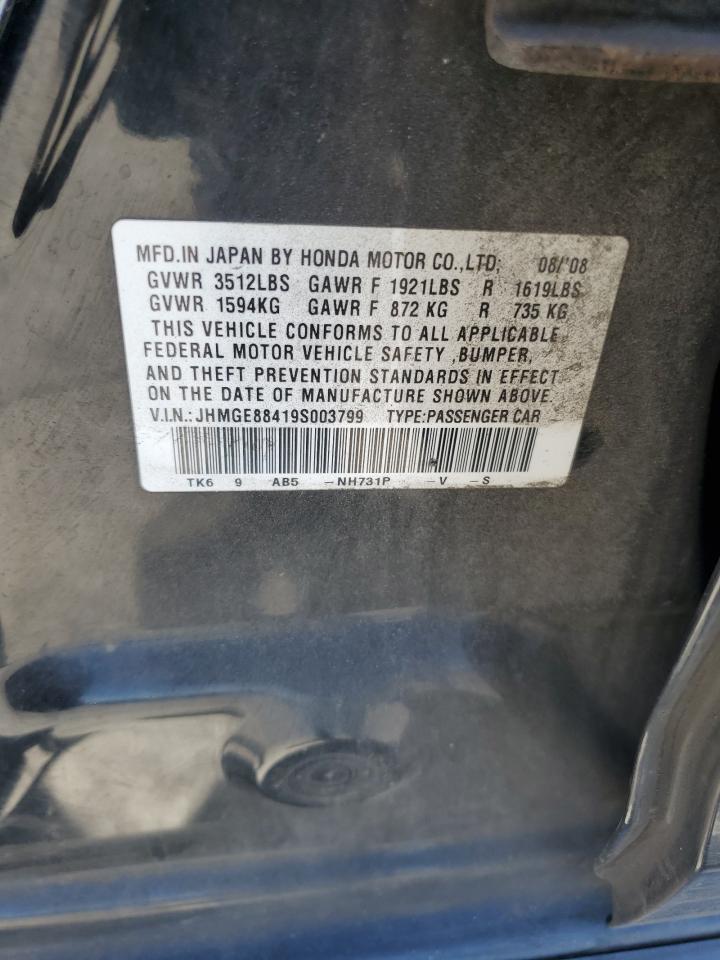 MFD.IN JAPAN BY HONDA MOTOR CO.,LTD; 08/'08
GVWR 3512LBS GAWR F 1921LBS R 1619LBS
GVWR 1594KG GAWR F 872 KG R 735 KG
THIS VEHICLE CONFORMS TO ALL APPLICABLE
FEDERAL MOTOR VEHICLE SAFETY ,BUMPER,
AND THEFT PREVENTION STANDARDS IN EFFECT
ON THE DATE OF MANUFACTURE SHOWN ABOVE.
V.I.N.: JHMGE88419S003799 TYPE:PASSENGER CAR
TK6 9 AB5 -NH731P -V -S